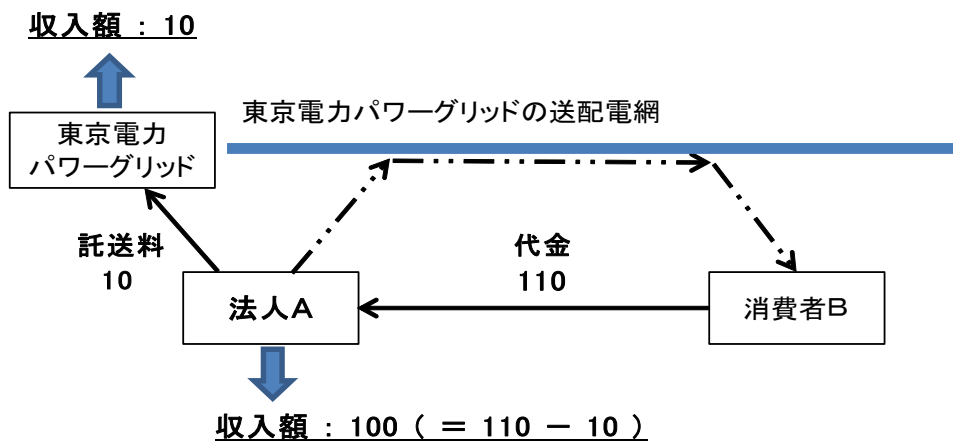 収入額 : 10
東京電力パワーグリッドの送配電網
東京電力
パワーグリッド
託送料
10
代金
110
法人A
消費者B
収入額 : 100 ( = 110 - 10 )